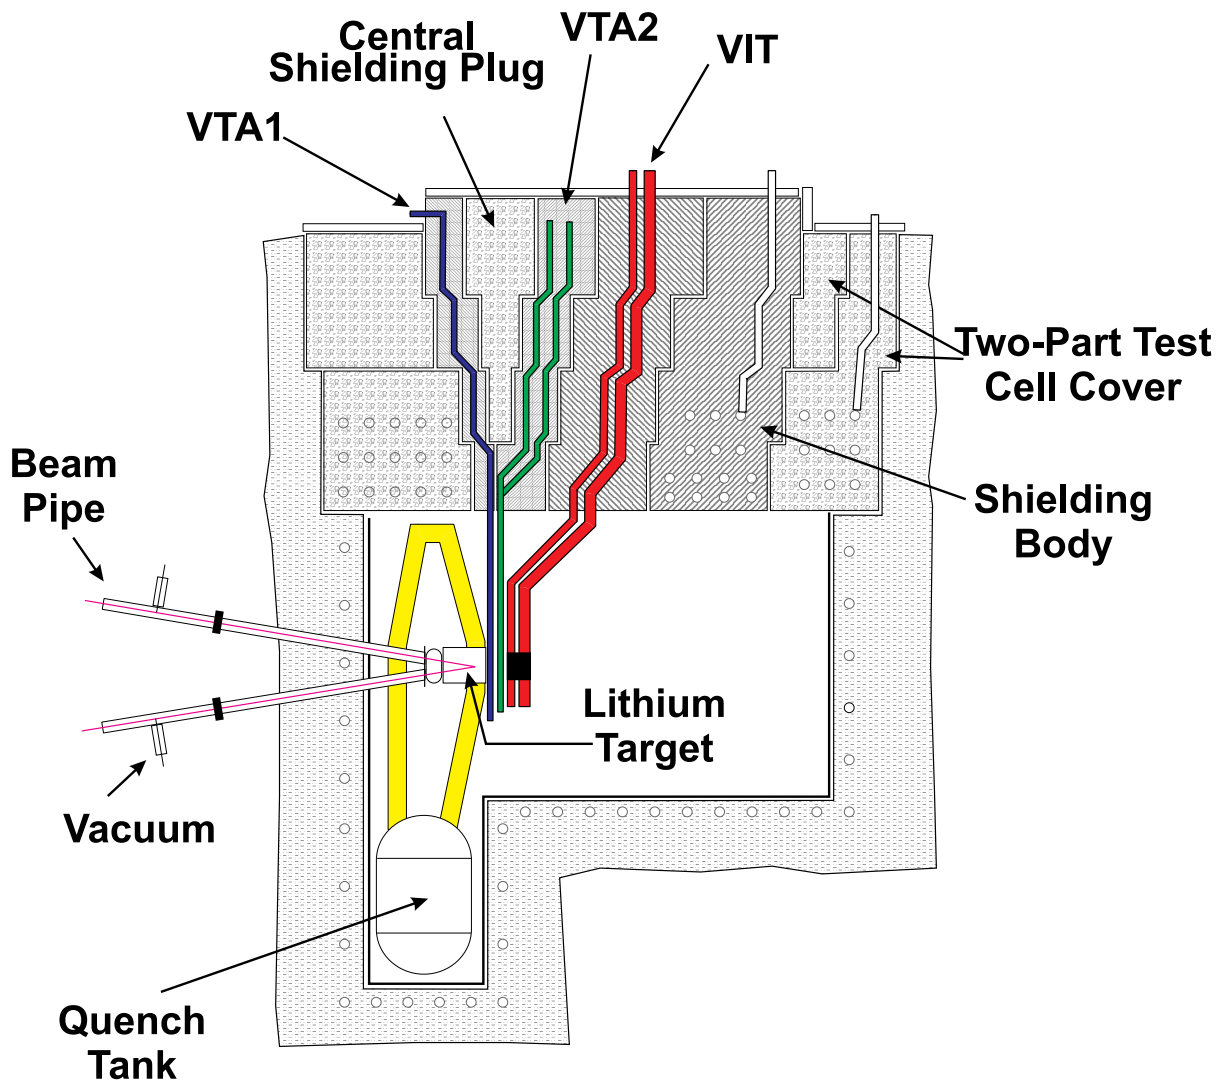 Central
Shielding Plug
VTA2
VIT
VTA1
Two-Part Test
Cell Cover
Beam
Pipe
Shielding
Body
Lithium
Target
Vacuum
Quench
Tank